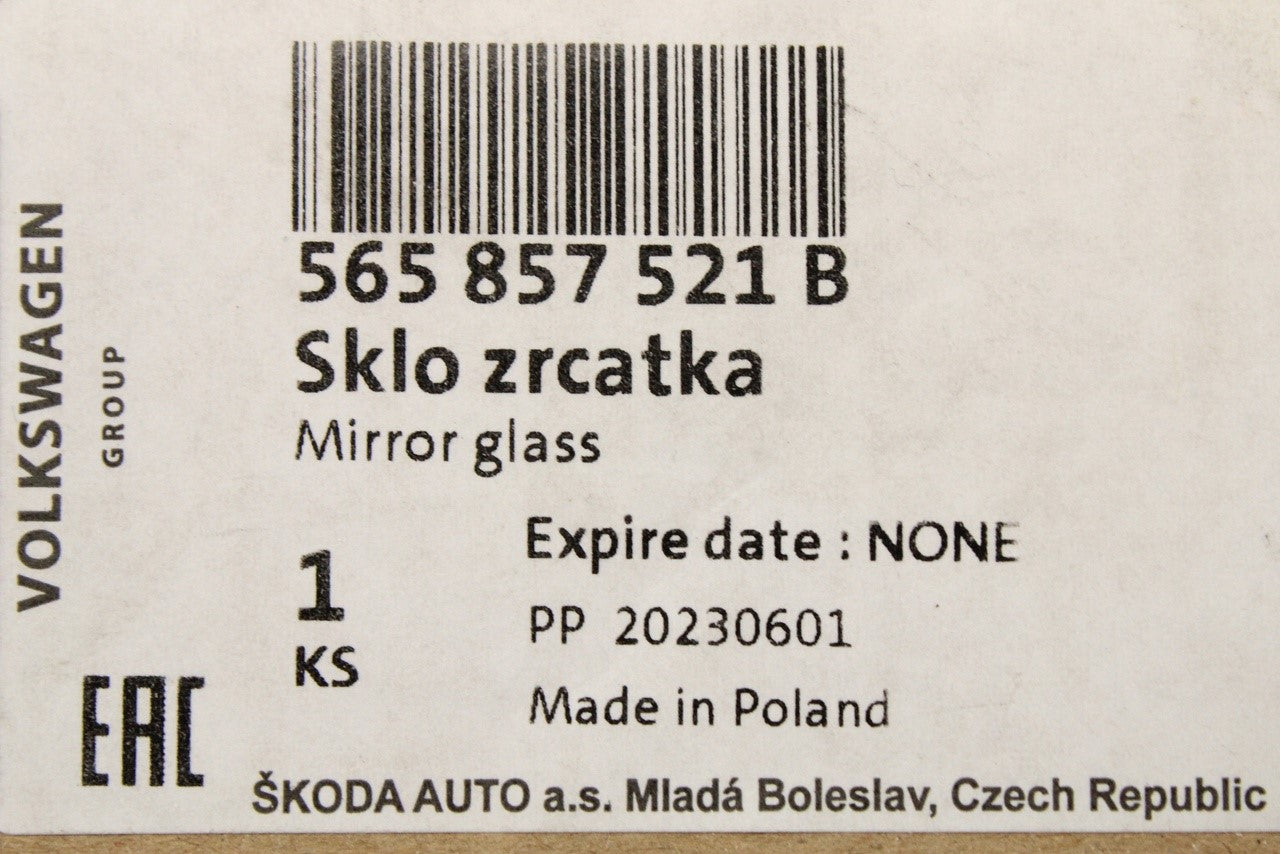 VOLKSWAGEN
GROUP
565 857 521 B
Sklo zrcatka
Mirror glass
1
KS
Expire date : NONE
PP 20230601
Made in Poland
EAC
ŠKODA AUTO a.s. Mladá Boleslav, Czech Republic